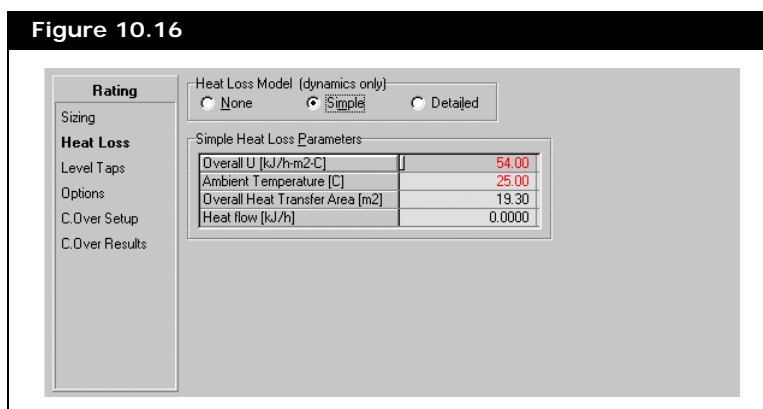 Figure 10.16
Rating
Sizing
Heat Loss
Level Taps
Options
C.Over Setup
C.Over Results
Heat Loss Model (dynamics only)
None Simple Detailed
Simple Heat Loss Parameters
Overall U [kJ/h-m2-C] 54.00
Ambient Temperature [C] 25.00
Overall Heat Transfer Area [m2] 19.30
Heat flow [kJ/h] 0.0000